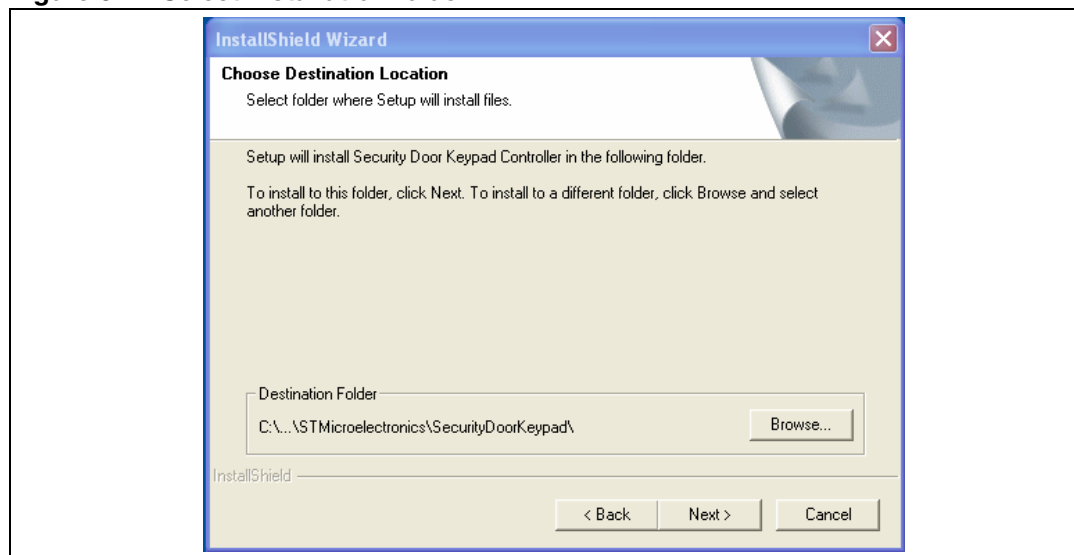 InstallShield Wizard
Choose Destination Location
Select folder where Setup will install files.
Setup will install Security Door Keypad Controller in the following folder.
To install to this folder, click Next. To install to a different folder, click Browse and select
another folder.
Destination Folder
C:\...\STMicroelectronics\SecurityDoorKeypad\
Browse...
InstallShield
< Back
Next >
Cancel